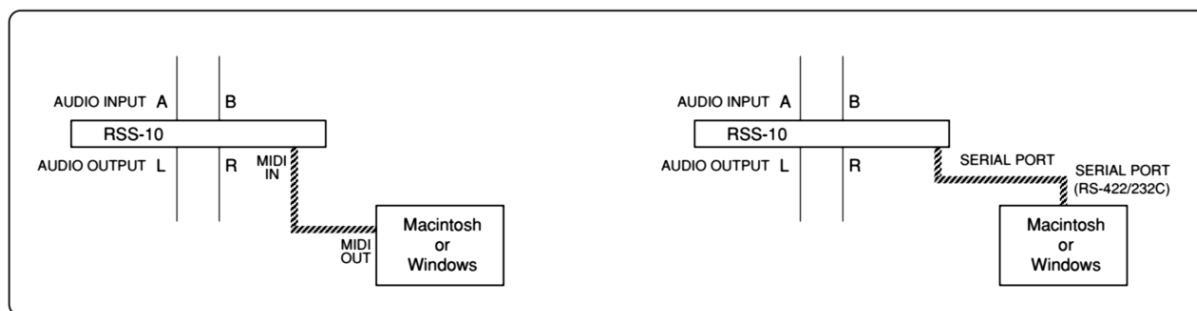 AUDIO INPUT A B
RSS-10
AUDIO OUTPUT L R
MIDI
IN
MIDI
OUT
Macintosh
or
Windows
AUDIO INPUT A B
RSS-10
AUDIO OUTPUT L R
SERIAL PORT
SERIAL PORT
(RS-422/232C)
Macintosh
or
Windows